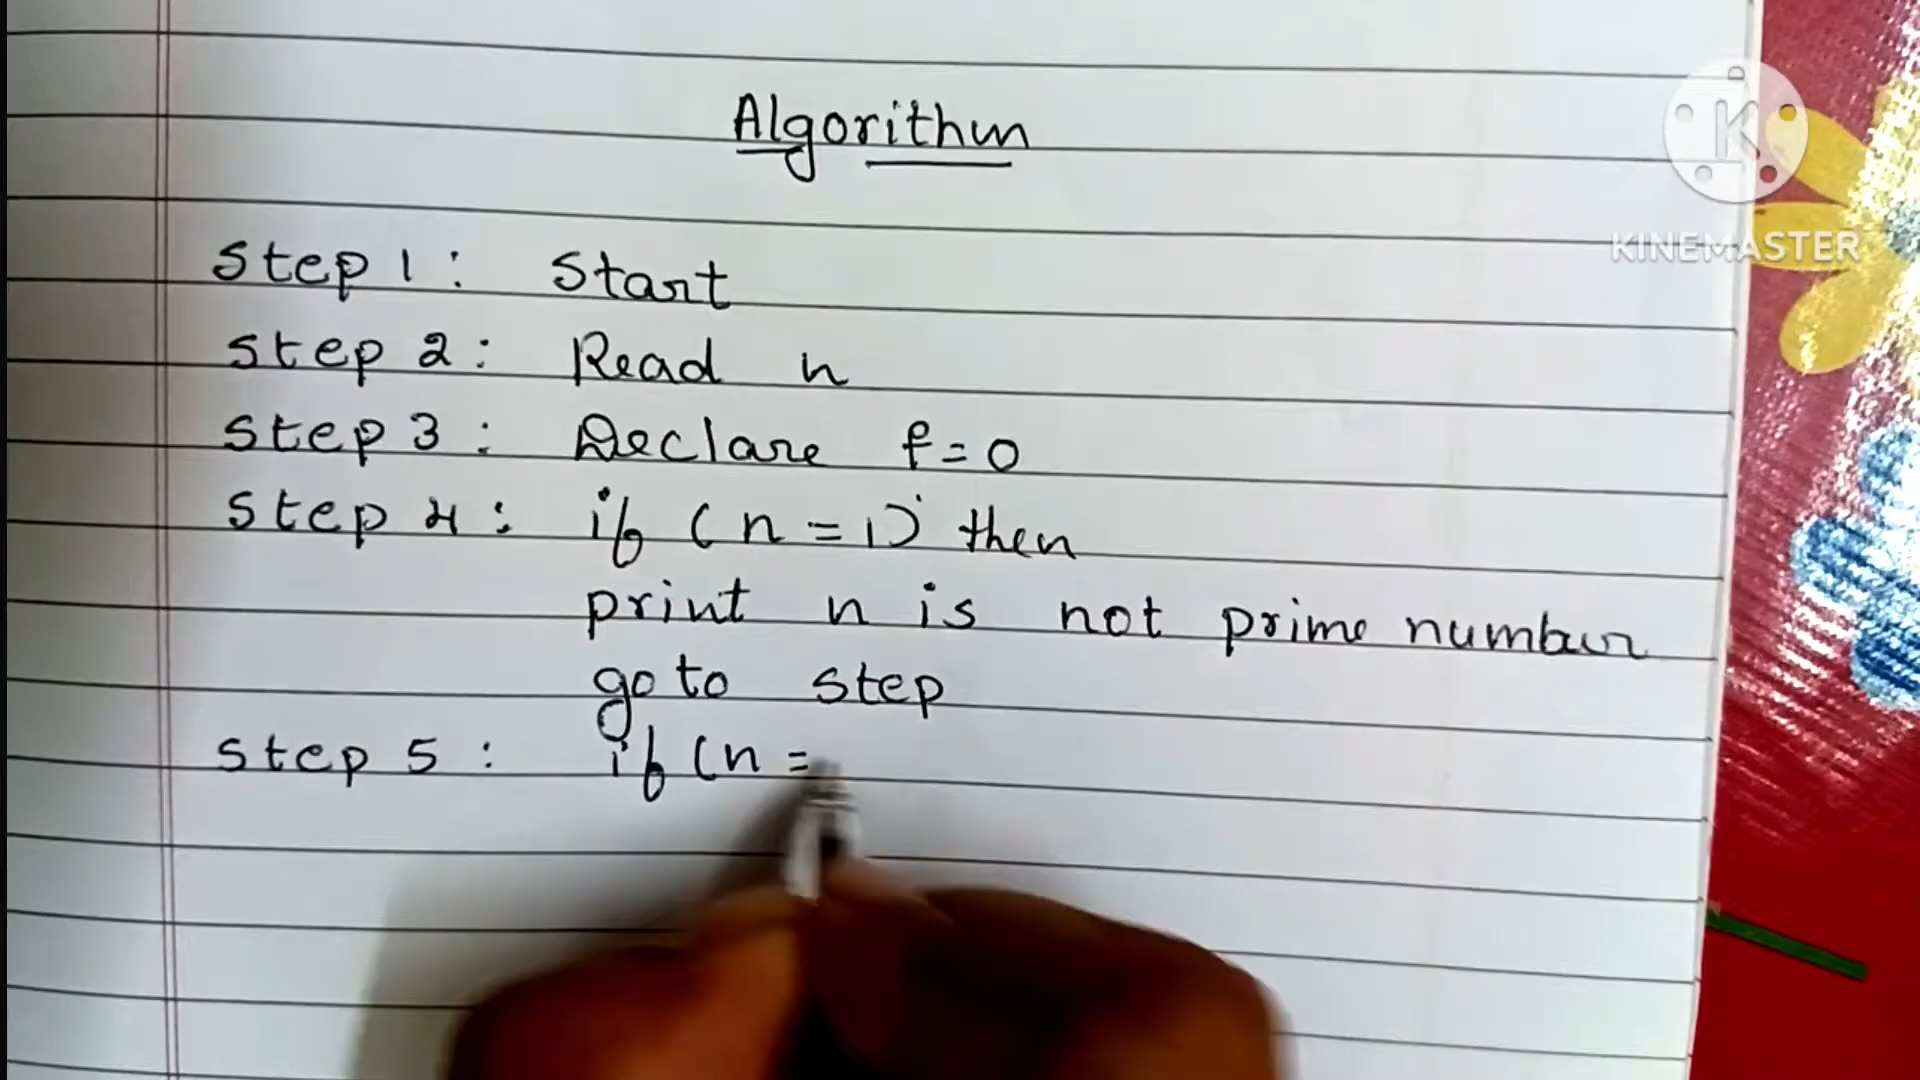 Algorithm
Step 1 : Start
Step 2 : Read n
Step 3 : Declare f=0
Step 4 : if (n=1) then
print n is not prime number
go to step
Step 5 : if (n =
K
KINEMASTER